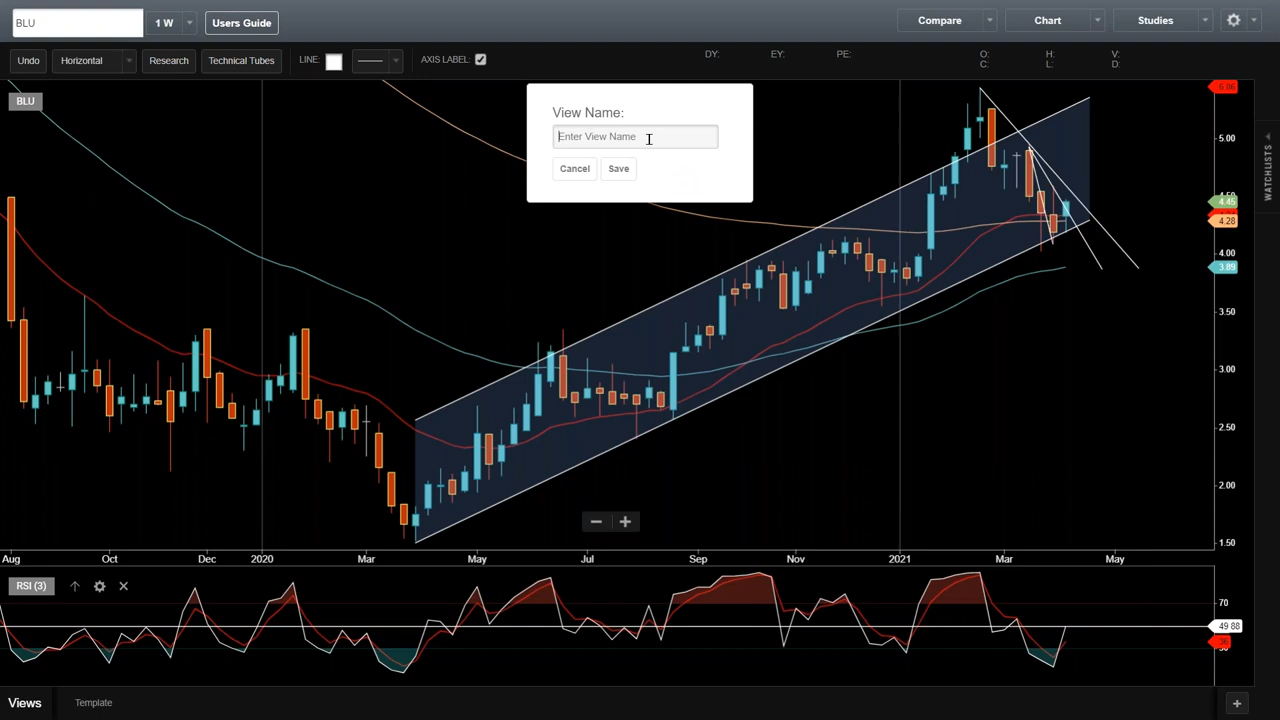 BLU
1 W
Users Guide
Compare
Chart
Studies
Undo
Horizontal
Research
Technical Tubes
LINE:
AXIS LABEL:
DY:
EY:
PE:
O:
H:
V:
C:
L:
D:
BLU
View Name:
Enter View Name
Cancel
Save
WATCHLISTS
6.06
5.00
4.45
4.28
4.00
3.89
3.50
3.00
2.50
2.00
1.50
Aug
Oct
Dec
2020
Mar
May
Jul
Sep
Nov
2021
Mar
May
RSI (3)
70
49.88
Views
Template